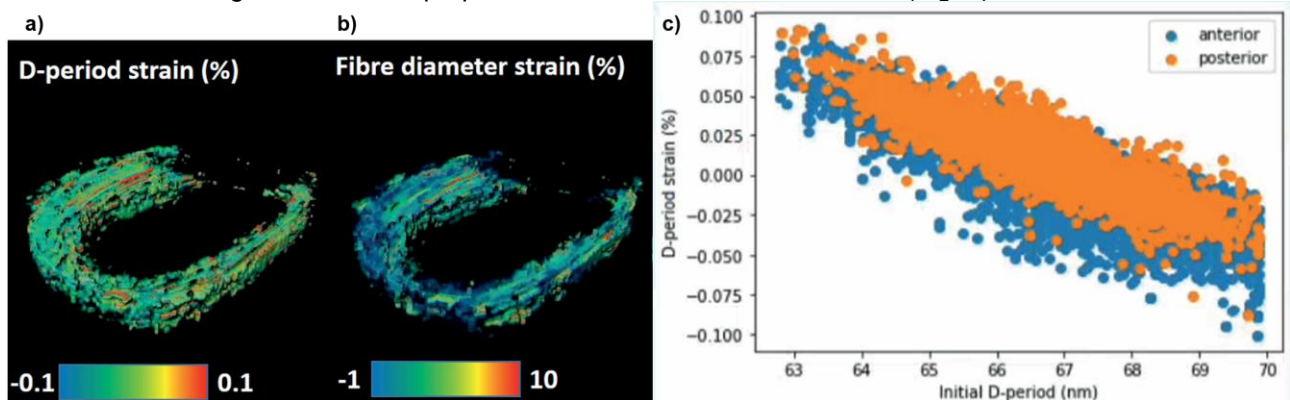 a)
b)
c)
D-period strain (%)
Fibre diameter strain (%)
-0.1
0.1
-1
10
anterior
posterior
D-period strain (%)
0.100
0.075
0.050
0.025
0.000
−0.025
−0.050
−0.075
−0.100
63 64 65 66 67 68 69 70
Initial D-period (nm)